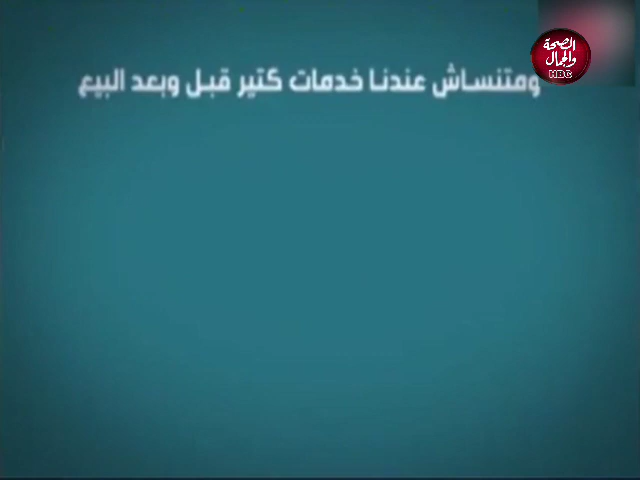 ومتنساش عندنا خدمات كتير قبل وبعد البيع
الصحة
والجمال
HBC